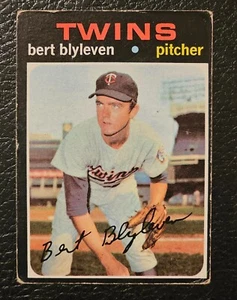 TWINS
bert blyleven • pitcher
Twins
Bert Blyleven